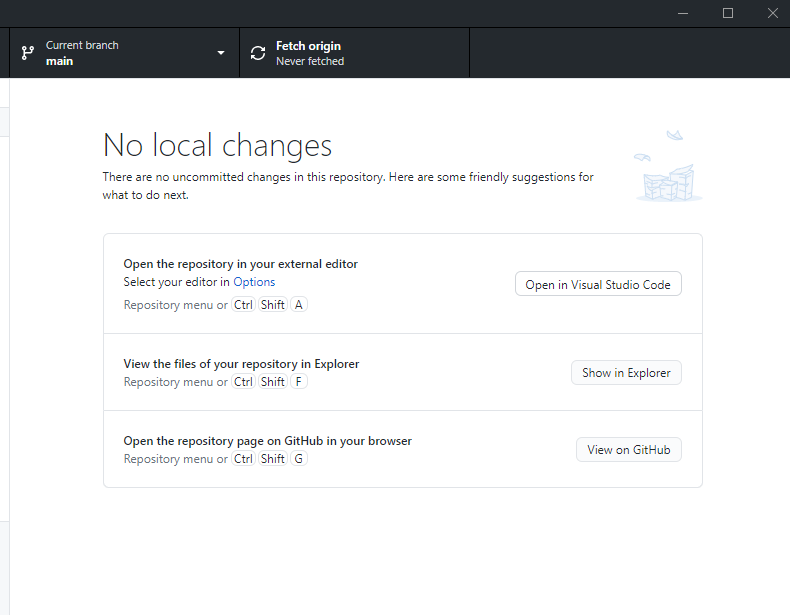 Current branch
main
Fetch origin
Never fetched
No local changes
There are no uncommitted changes in this repository. Here are some friendly suggestions for
what to do next.
Open the repository in your external editor
Select your editor in Options
Repository menu or Ctrl Shift A
Open in Visual Studio Code
View the files of your repository in Explorer
Repository menu or Ctrl Shift F
Show in Explorer
Open the repository page on GitHub in your browser
Repository menu or Ctrl Shift G
View on GitHub